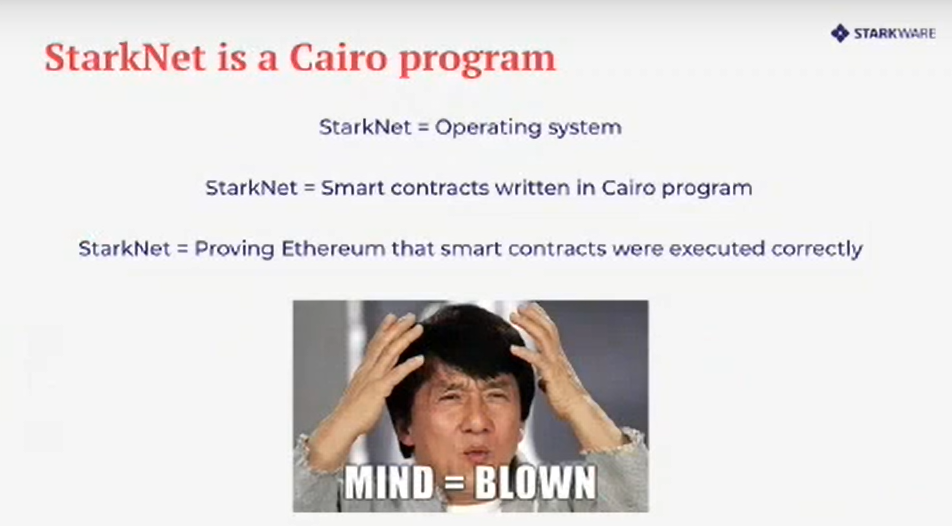 STARKWARE
StarkNet is a Cairo program
StarkNet = Operating system
StarkNet = Smart contracts written in Cairo program
StarkNet = Proving Ethereum that smart contracts were executed correctly
MIND = BLOWN